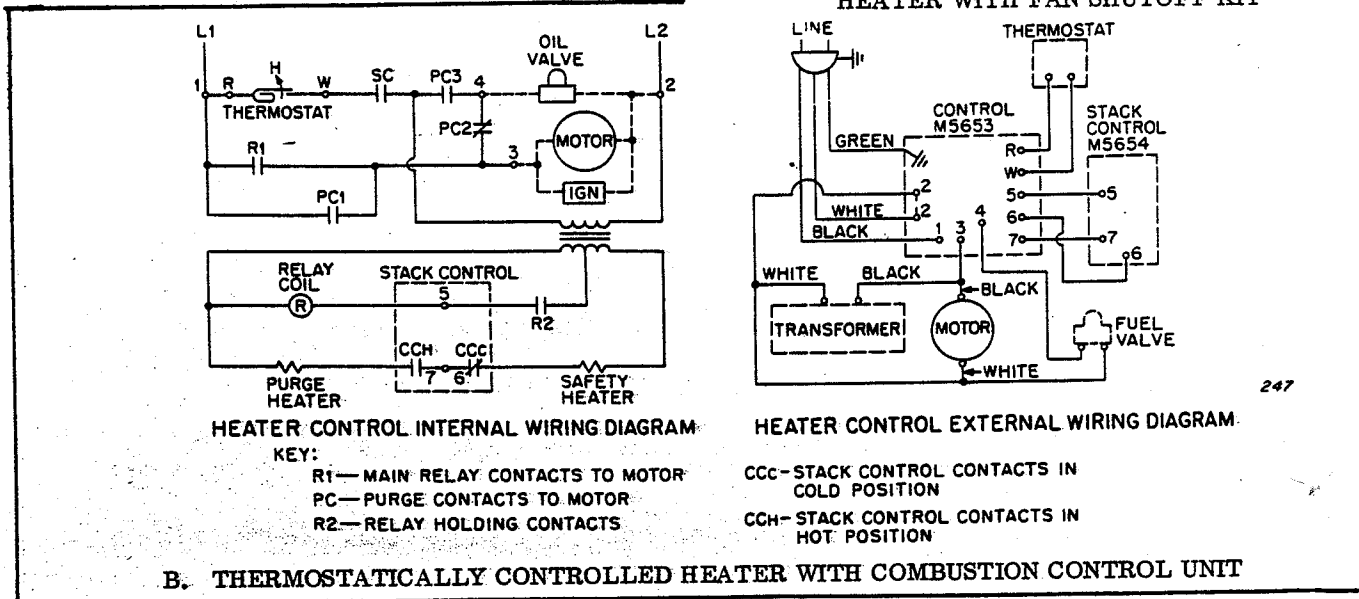 HEATER WITH FAN SHUTOFF KIT
L1
L2
OIL
VALVE
H
1
R
W
SC
PC3
4
2
THERMOSTAT
PC2
MOTOR
R1
3
IGN
PC1
RELAY
COIL
R
STACK CONTROL
5
R2
CCH
CCC
7
6
PURGE
HEATER
SAFETY
HEATER
HEATER CONTROL INTERNAL WIRING DIAGRAM
LINE
THERMOSTAT
CONTROL
M5653
STACK
CONTROL
M5654
GREEN
R
W
2
5
5
WHITE
2
4
6
BLACK
1
3
7
7
6
WHITE
BLACK
BLACK
TRANSFORMER
MOTOR
FUEL
VALVE
WHITE
247
HEATER CONTROL EXTERNAL WIRING DIAGRAM
KEY:
R1—MAIN RELAY CONTACTS TO MOTOR
PC—PURGE CONTACTS TO MOTOR
R2—RELAY HOLDING CONTACTS
CCC-STACK CONTROL CONTACTS IN
COLD POSITION
CCH-STACK CONTROL CONTACTS IN
HOT POSITION
B. THERMOSTATICALLY CONTROLLED HEATER WITH COMBUSTION CONTROL UNIT